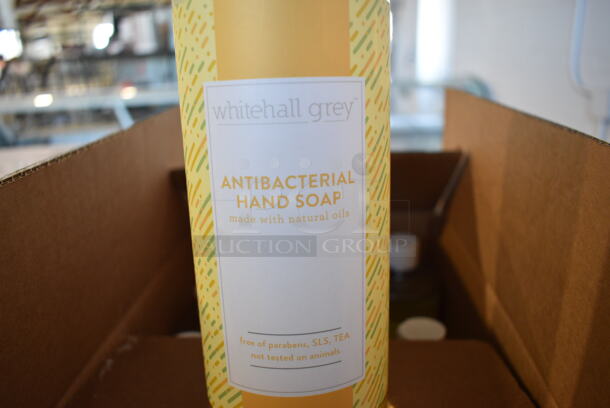 whitehall grey™
ANTIBACTERIAL
HAND SOAP
made with natural oils
AUCTION GROUP
free of parabens, SLS, TEA
not tested on animals